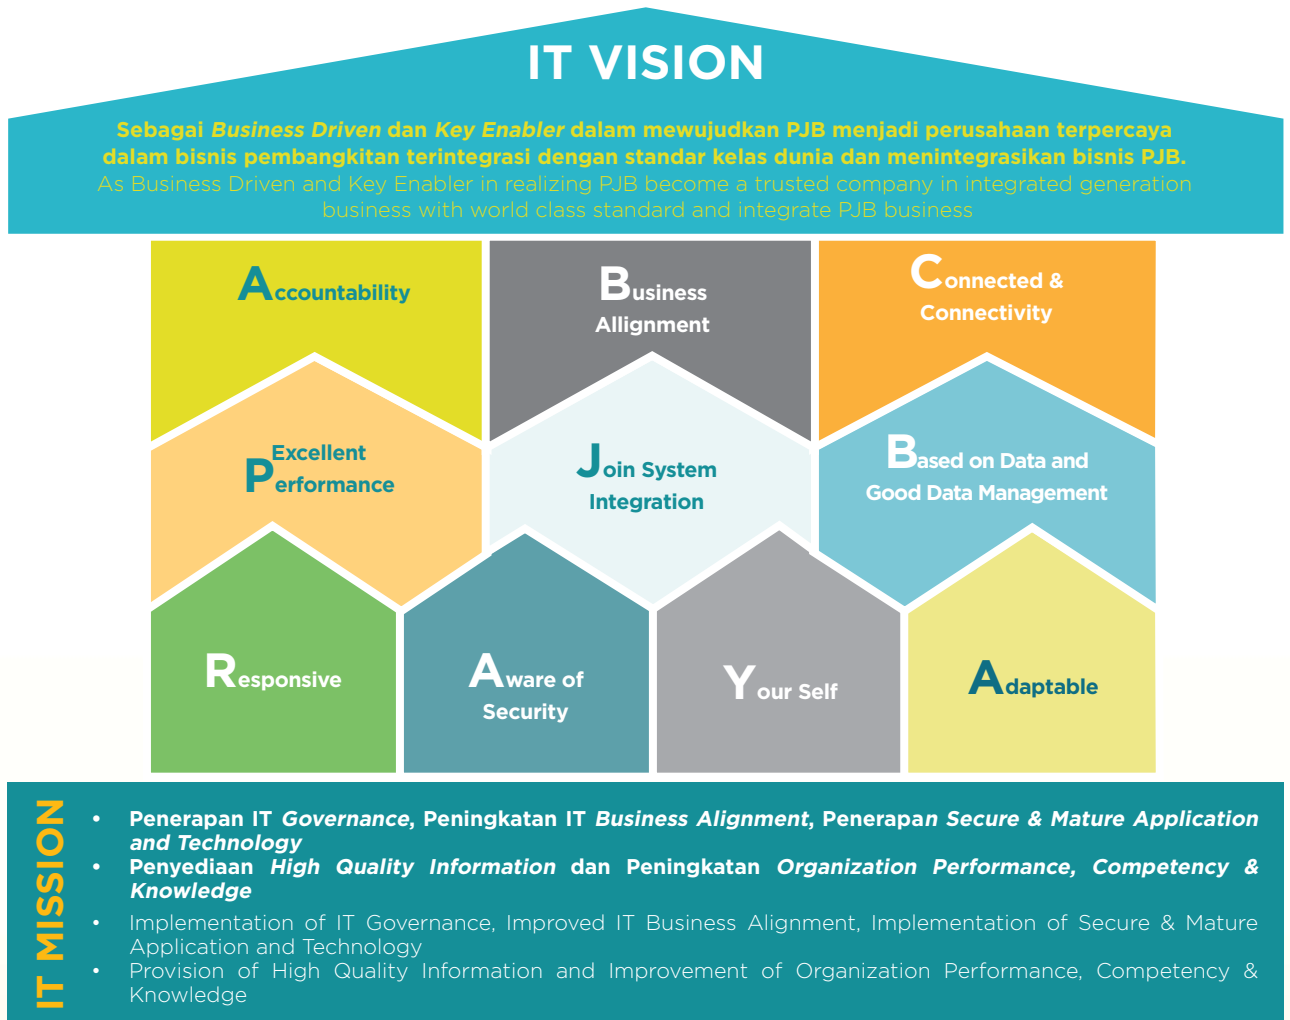 IT VISION
Sebagai Business Driven dan Key Enabler dalam mewujudkan PJB menjadi perusahaan terpercaya
dalam bisnis pembangkitan terintegrasi dengan standar kelas dunia dan menintegrasikan bisnis PJB.
As Business Driven and Key Enabler in realizing PJB become a trusted company in integrated generation
business with world class standard and integrate PJB business
Accountability
Business
Allignment
Connected &
Connectivity
Excellent
Performance
Join System
Integration
Based on Data and
Good Data Management
Responsive
Aware of
Security
Your Self
Adaptable
IT MISSION
• Penerapan IT Governance, Peningkatan IT Business Alignment, Penerapan Secure & Mature Application
and Technology
• Penyediaan High Quality Information dan Peningkatan Organization Performance, Competency &
Knowledge
• Implementation of IT Governance, Improved IT Business Alignment, Implementation of Secure & Mature
Application and Technology
• Provision of High Quality Information and Improvement of Organization Performance, Competency &
Knowledge